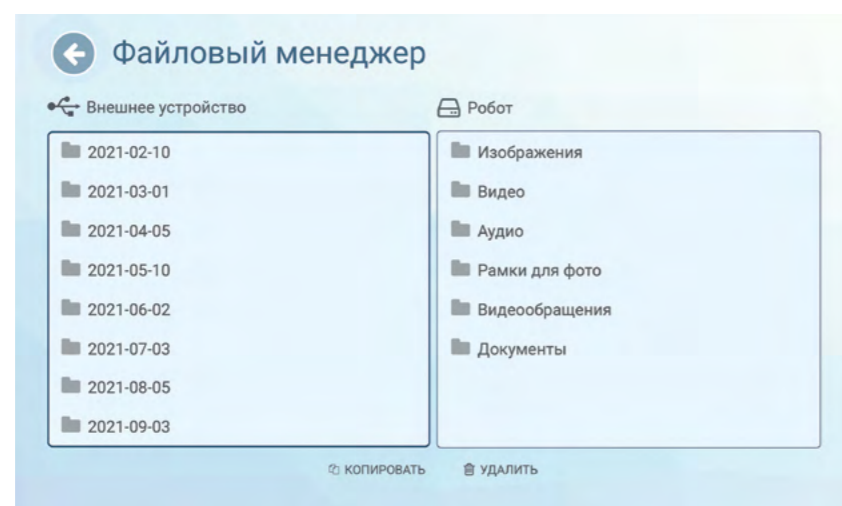 Файловый менеджер
Внешнее устройство
2021-02-10
2021-03-01
2021-04-05
2021-05-10
2021-06-02
2021-07-03
2021-08-05
2021-09-03
Робот
Изображения
Видео
Аудио
Рамки для фото
Видеообращения
Документы
КОПИРОВАТЬ
УДАЛИТЬ